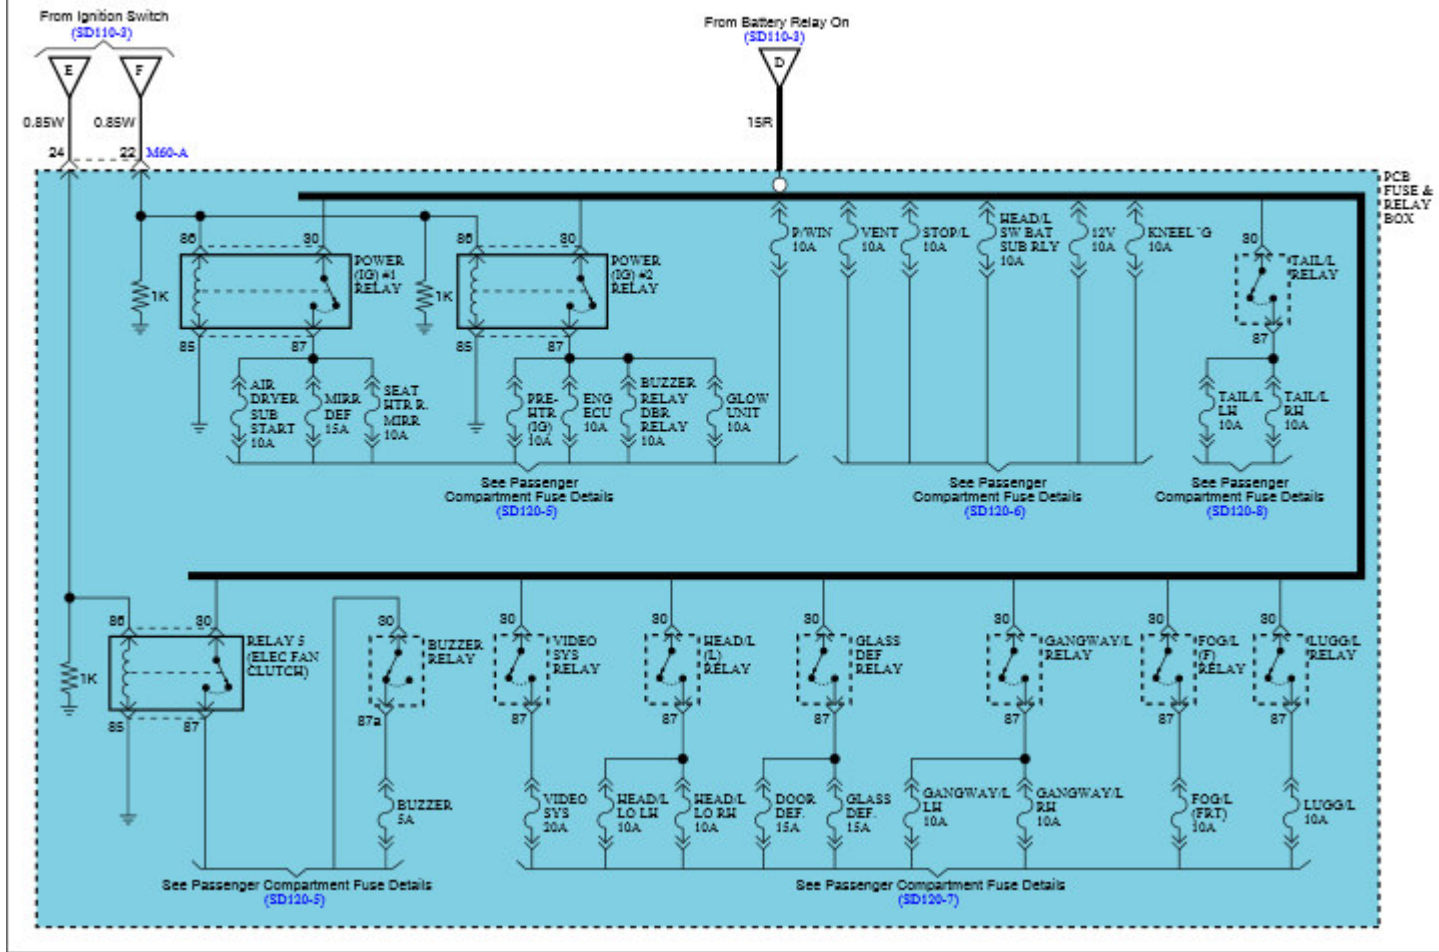 From Ignition Switch
(SD110-3)
E
F
0.85W
0.85W
24
22
M60-A
From Battery Relay On
(SD110-3)
D
15R
PCB
FUSE &
RELAY
BOX
86
30
POWER
(IG) #1
RELAY
1K
85
87
86
30
POWER
(IG) #2
RELAY
1K
85
87
P/WIN
10A
VENT
10A
STOP/L
10A
HEAD/L
SW BAT
SUB RLY
10A
12V
10A
KNEEL`G
10A
30
TAIL/L
RELAY
87
AIR
DRYER
SUB
START
10A
MIRR
DEF
15A
SEAT
HTR R.
MIRR
10A
PRE-
HTR
(IG)
10A
ENG
ECU
10A
BUZZER
RELAY
DBR
RELAY
10A
GLOW
UNIT
10A
TAIL/L
LH
10A
TAIL/L
RH
10A
See Passenger
Compartment Fuse Details
(SD120-5)
See Passenger
Compartment Fuse Details
(SD120-6)
See Passenger
Compartment Fuse Details
(SD120-8)
86
30
RELAY 5
(ELEC FAN
CLUTCH)
1K
85
87
30
BUZZER
RELAY
87a
30
VIDEO
SYS
RELAY
87
30
HEAD/L
(L)
RELAY
87
30
GLASS
DEF
RELAY
87
30
GANGWAY/L
RELAY
87
30
FOG/L
(F)
RELAY
87
30
LUGG/L
RELAY
87
BUZZER
5A
VIDEO
SYS
20A
HEAD/L
LO LH
10A
HEAD/L
LO RH
10A
DOOR
DEF.
15A
GLASS
DEF.
15A
GANGWAY/L
LH
10A
GANGWAY/L
RH
10A
FOG/L
(FRT)
10A
LUGG/L
10A
See Passenger Compartment Fuse Details
(SD120-5)
See Passenger Compartment Fuse Details
(SD120-7)